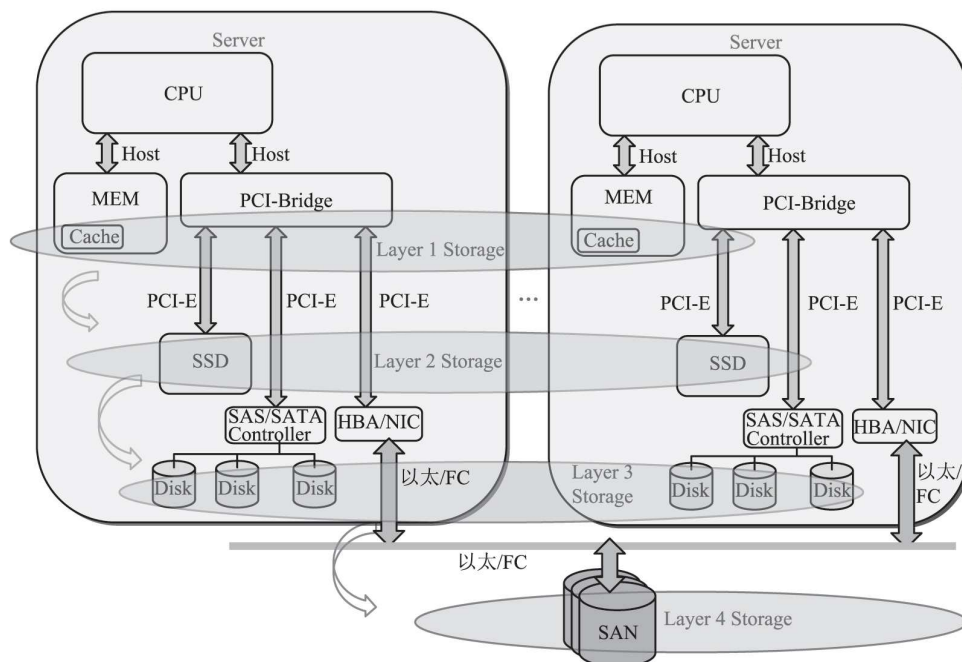 Server
CPU
Host
Host
MEM
Cache
PCI-Bridge
Layer 1 Storage
PCI-E
PCI-E
PCI-E
SSD
Layer 2 Storage
SAS/SATA
Controller
HBA/NIC
Disk
Disk
Disk
以太/FC
...
Server
CPU
Host
Host
MEM
Cache
PCI-Bridge
PCI-E
PCI-E
PCI-E
SSD
SAS/SATA
Controller
HBA/NIC
Layer 3
Storage
Disk
Disk
Disk
以太/
FC
以太/FC
SAN
Layer 4 Storage